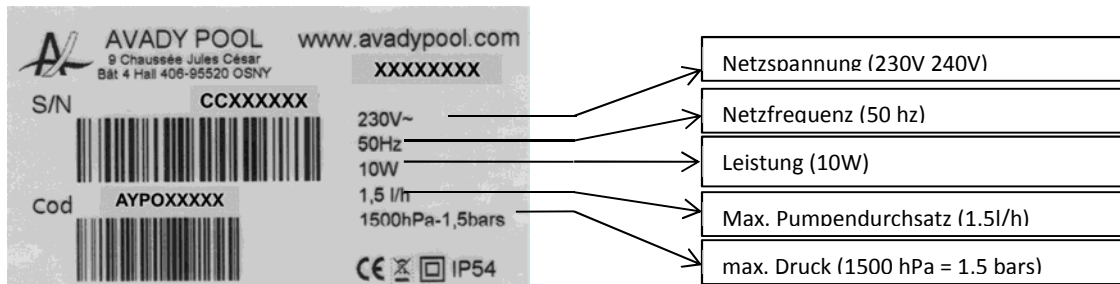 AVADY POOL
9 Chaussée Jules César
Bât 4 Hall 406-95520 OSNY
www.avadypool.com
XXXXXXXX
S/N
CCXXXXXX
Cod
AYPOXXXXX
230V~
50Hz
10W
1,5 l/h
1500hPa-1,5bars
CE
IP54
Netzspannung (230V 240V)
Netzfrequenz (50 hz)
Leistung (10W)
Max. Pumpendurchsatz (1.5l/h)
max. Druck (1500 hPa = 1.5 bars)